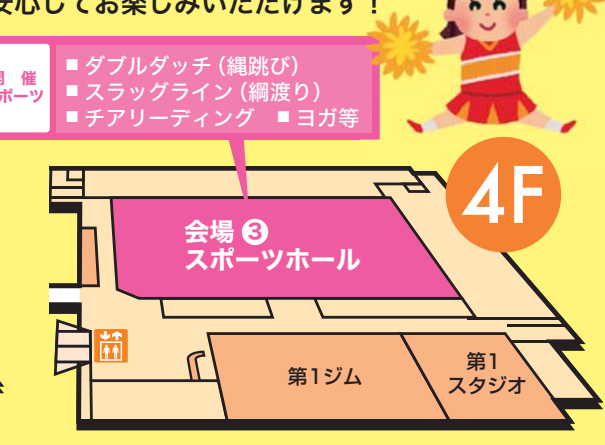 安心してお楽しみいただけます！
開 催
ポーツ
■ ダブルダッチ（縄跳び）
■ スラッグライン（綱渡り）
■ チアリーディング ■ ヨガ等
4F
会場 ❸
スポーツホール
第1ジム
第1
スタジオ